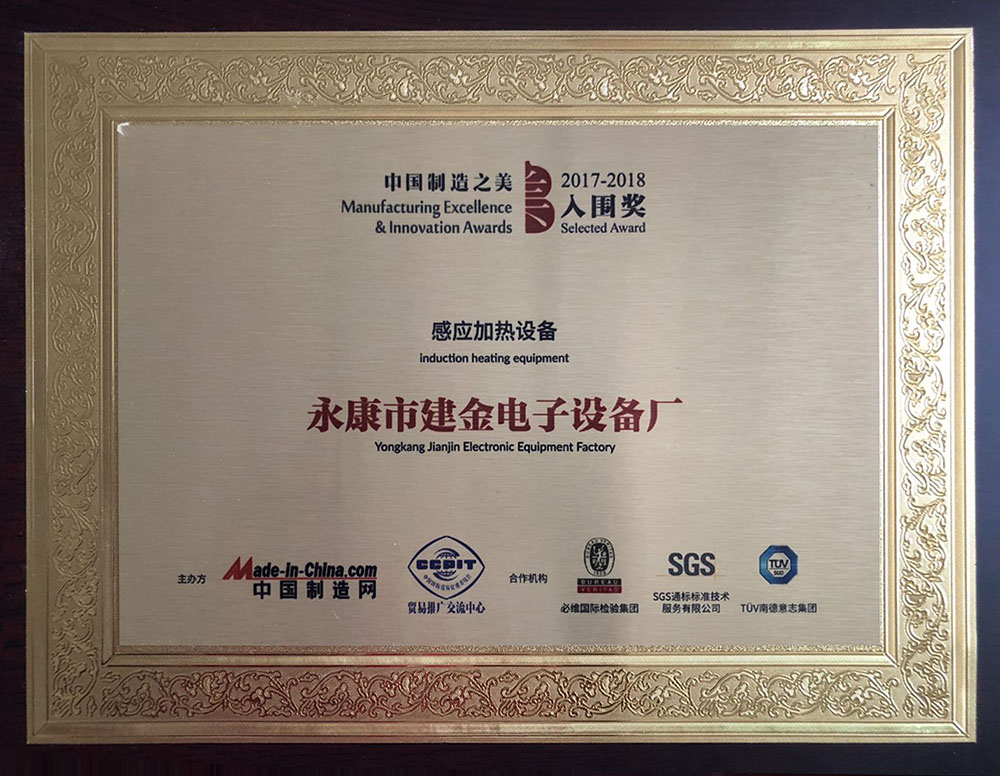 中国制造之美
Manufacturing Excellence
& Innovation Awards
2017-2018
入围奖
Selected Award
感应加热设备
induction heating equipment
永康市建金电子设备厂
Yongkang Jianjin Electronic Equipment Factory
主办方
Made-in-China.com
中国制造网
CCPIT
贸易推广交流中心
合作机构
BUREAU
VERITAS
必维国际检验集团
SGS
SGS通标标准技术
服务有限公司
TÜV
SÜD
TÜV南德意志集团